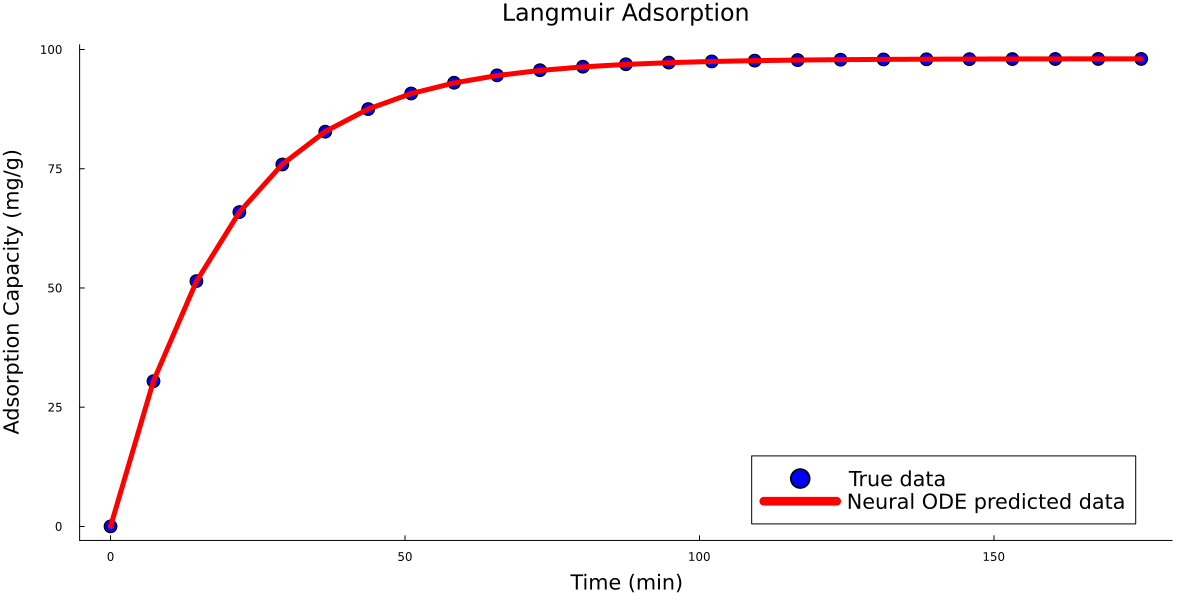 Langmuir Adsorption
Adsorption Capacity (mg/g)
100
75
50
25
0
True data
Neural ODE predicted data
0 50 100 150
Time (min)